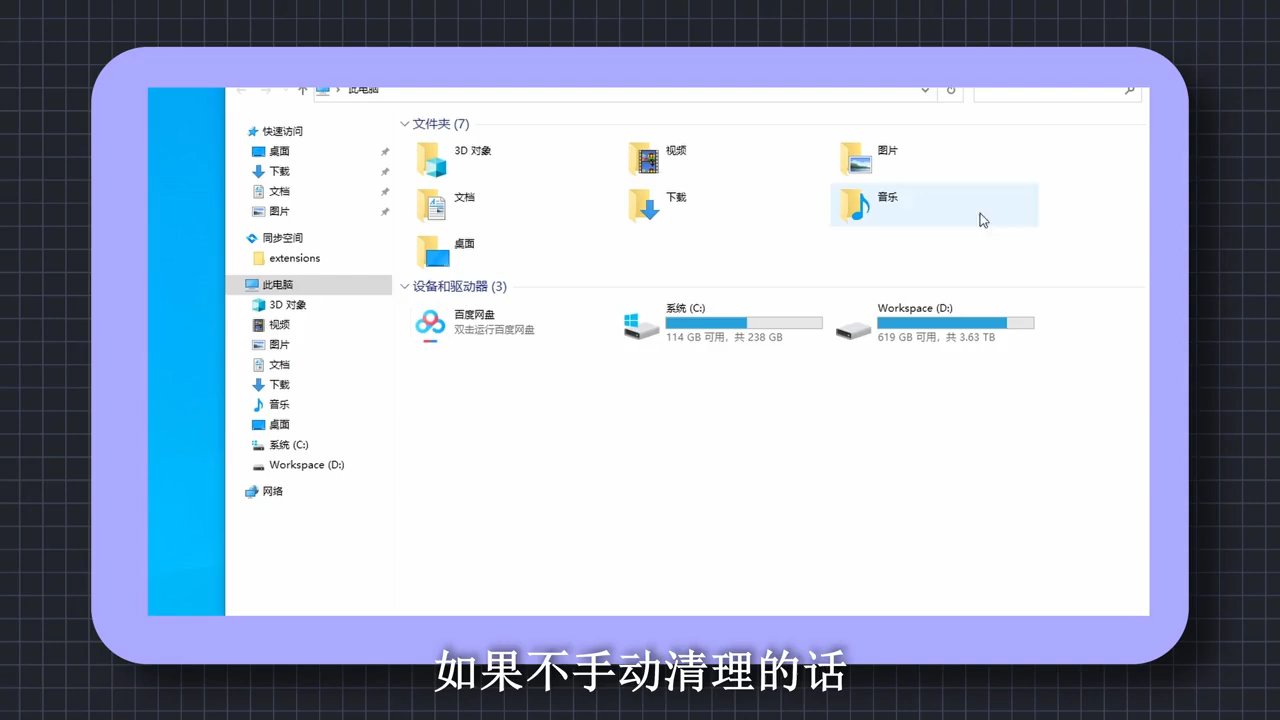 此电脑
快速访问
桌面
下载
文档
图片
同步空间
extensions
此电脑
3D 对象
视频
图片
文档
下载
音乐
桌面
系统 (C:)
Workspace (D:)
网络
文件夹 (7)
3D 对象
视频
图片
文档
下载
音乐
桌面
设备和驱动器 (3)
百度网盘
双击运行百度网盘
系统 (C:)
114 GB 可用，共 238 GB
Workspace (D:)
619 GB 可用，共 3.63 TB
如果不手动清理的话